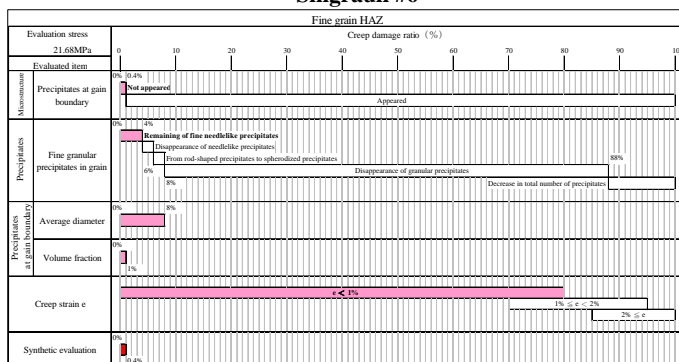 Fine grain HAZ
Evaluation stress
Creep damage ratio (%)
21.68MPa
0 10 20 30 40 50 60 70 80 90 100
Evaluated item
Microstructure
Precipitates at gain
boundary
0% 0.4%
Not appeared
Appeared
Precipitates
Fine granular
precipitates in grain
0% 4%
Remaining of fine needlelike precipitates
Disappearance of needlelike precipitates
From rod-shaped precipitates to spherodized precipitates
88%
6%
Disappearance of granular precipitates
8%
Decrease in total number of precipitates
Precipitates
at gain boundary
Average diameter
0% 8%
Volume fraction
0%
1%
Creep strain e
e < 1%
1% ≦ e < 2%
2% ≦ e
Synthetic evaluation
0%
0.4%